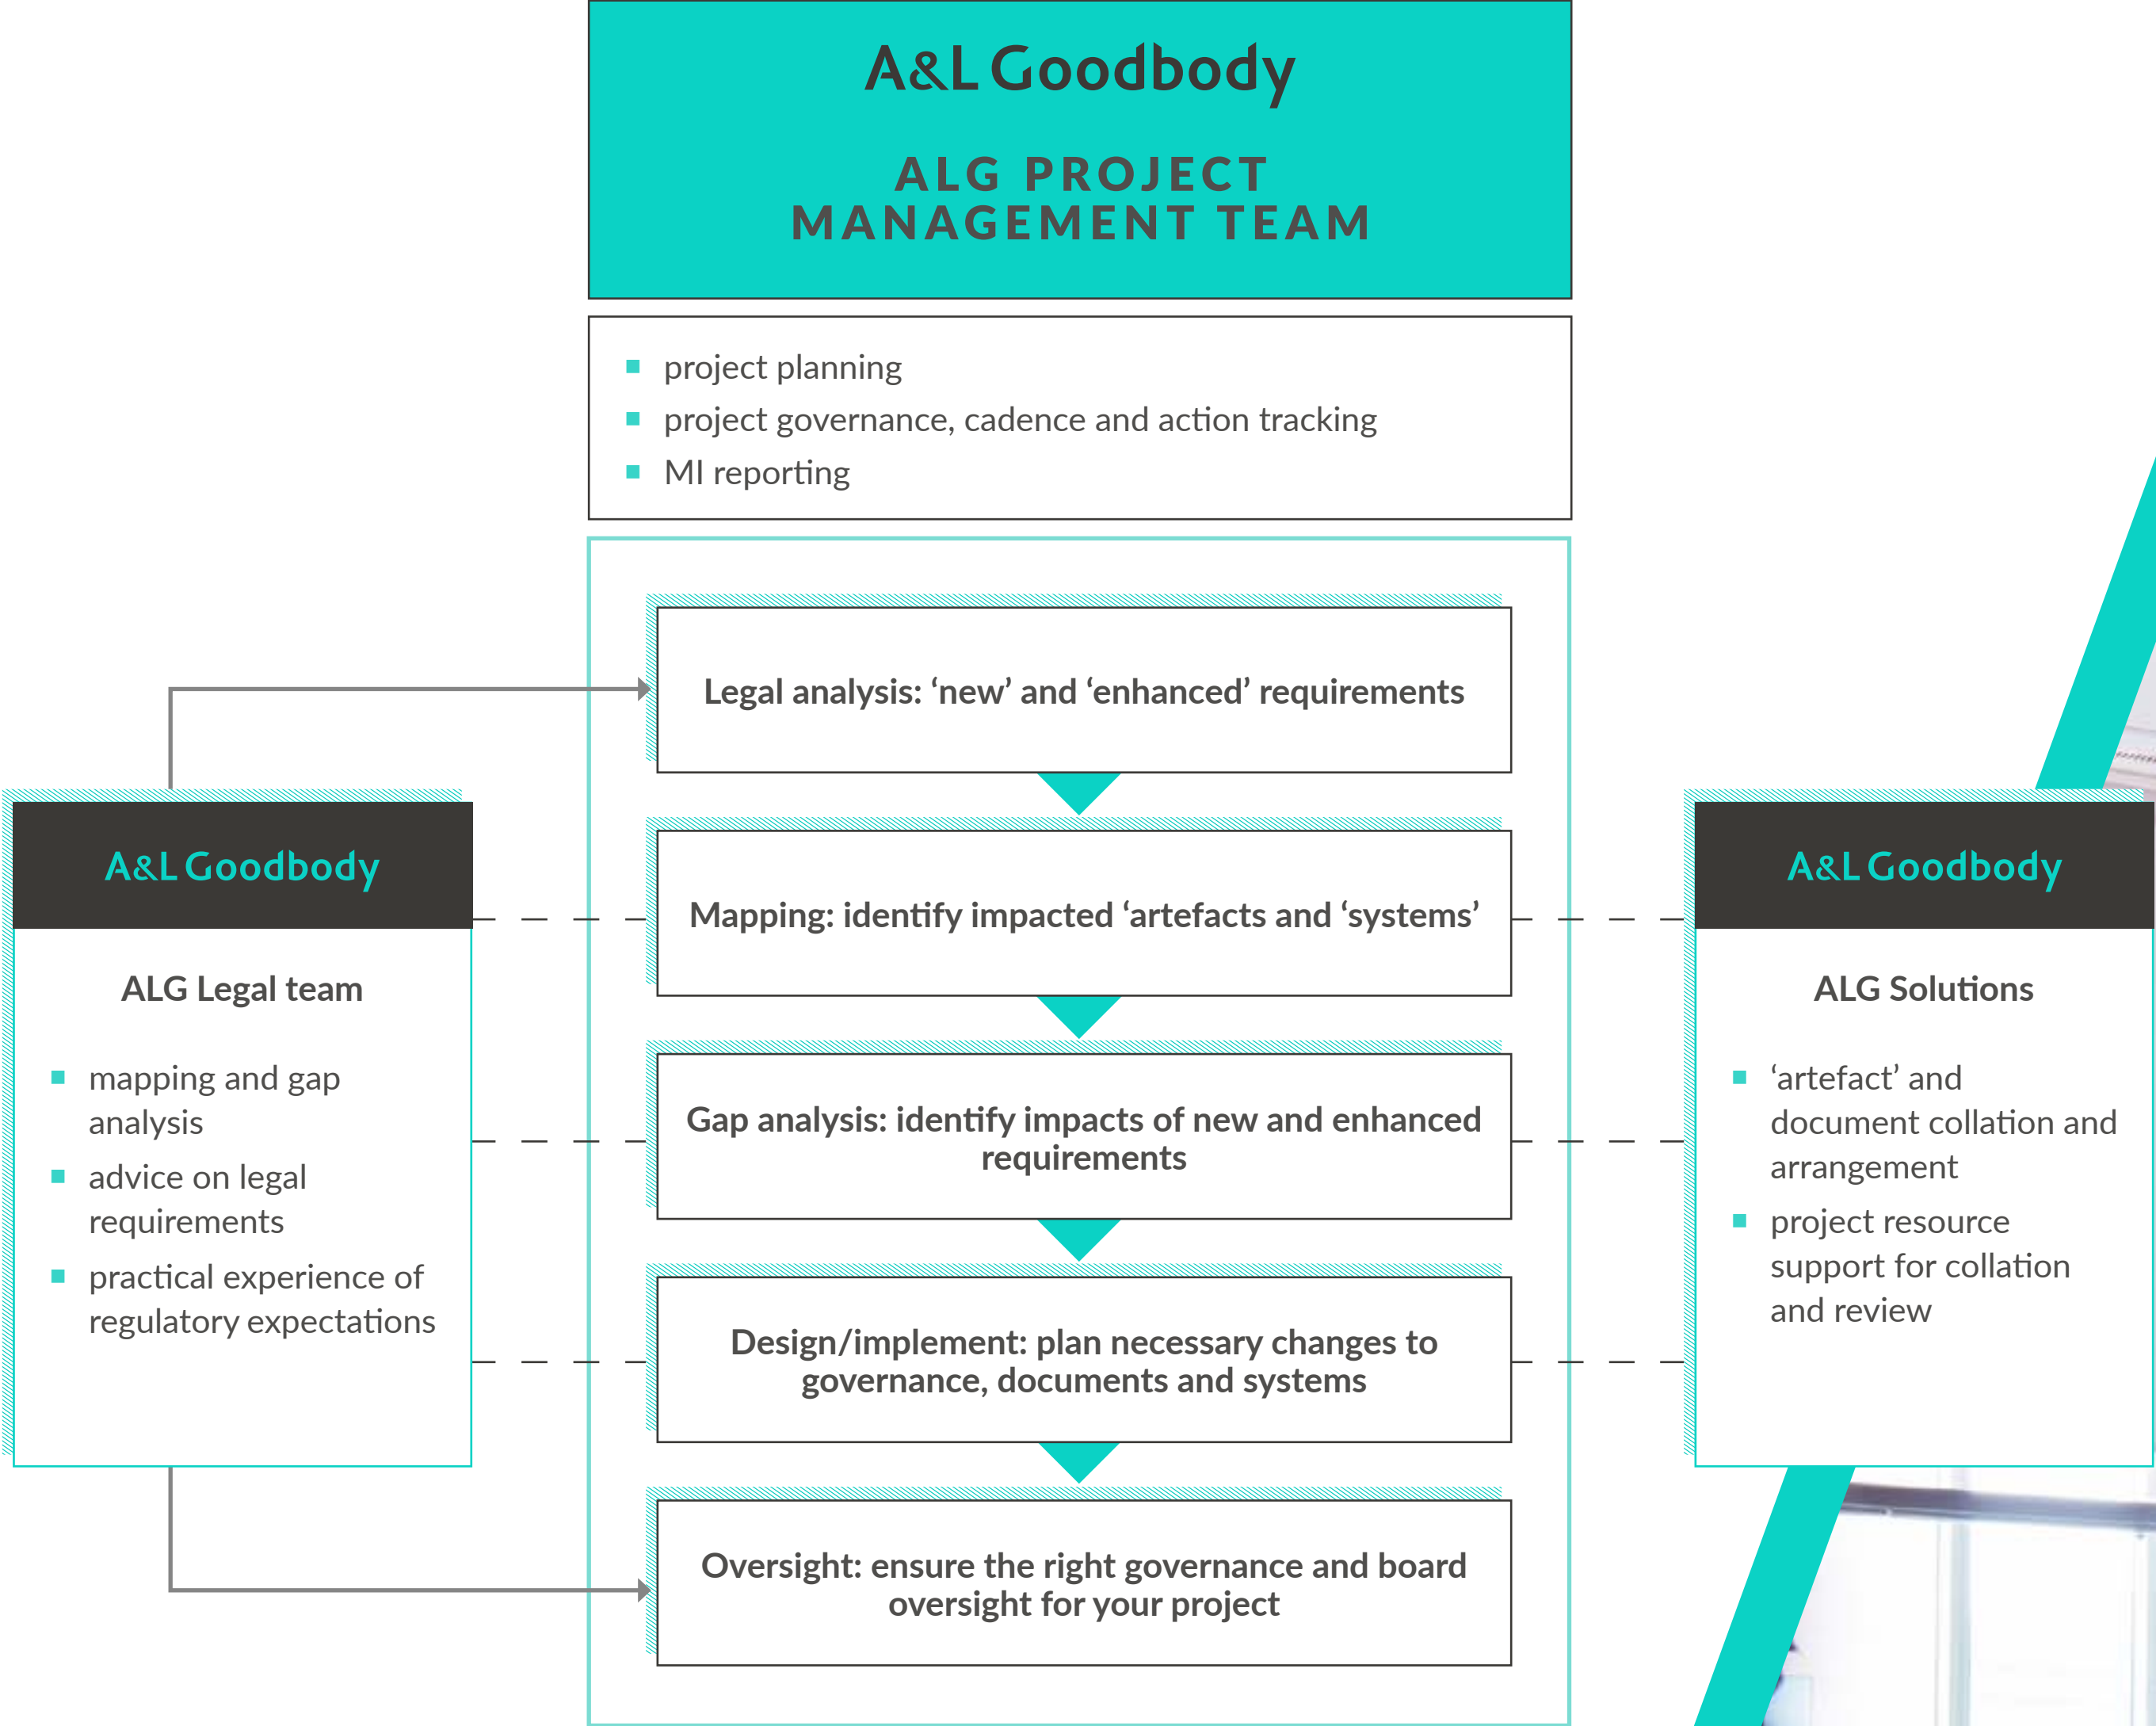 A&L Goodbody
ALG PROJECT
MANAGEMENT TEAM
project planning
project governance, cadence and action tracking
MI reporting
Legal analysis: ‘new’ and ‘enhanced’ requirements
Mapping: identify impacted ‘artefacts and ‘systems’
Gap analysis: identify impacts of new and enhanced
requirements
Design/implement: plan necessary changes to
governance, documents and systems
Oversight: ensure the right governance and board
oversight for your project
A&L Goodbody
ALG Legal team
mapping and gap
analysis
advice on legal
requirements
practical experience of
regulatory expectations
A&L Goodbody
ALG Solutions
‘artefact’ and
document collation and
arrangement
project resource
support for collation
and review